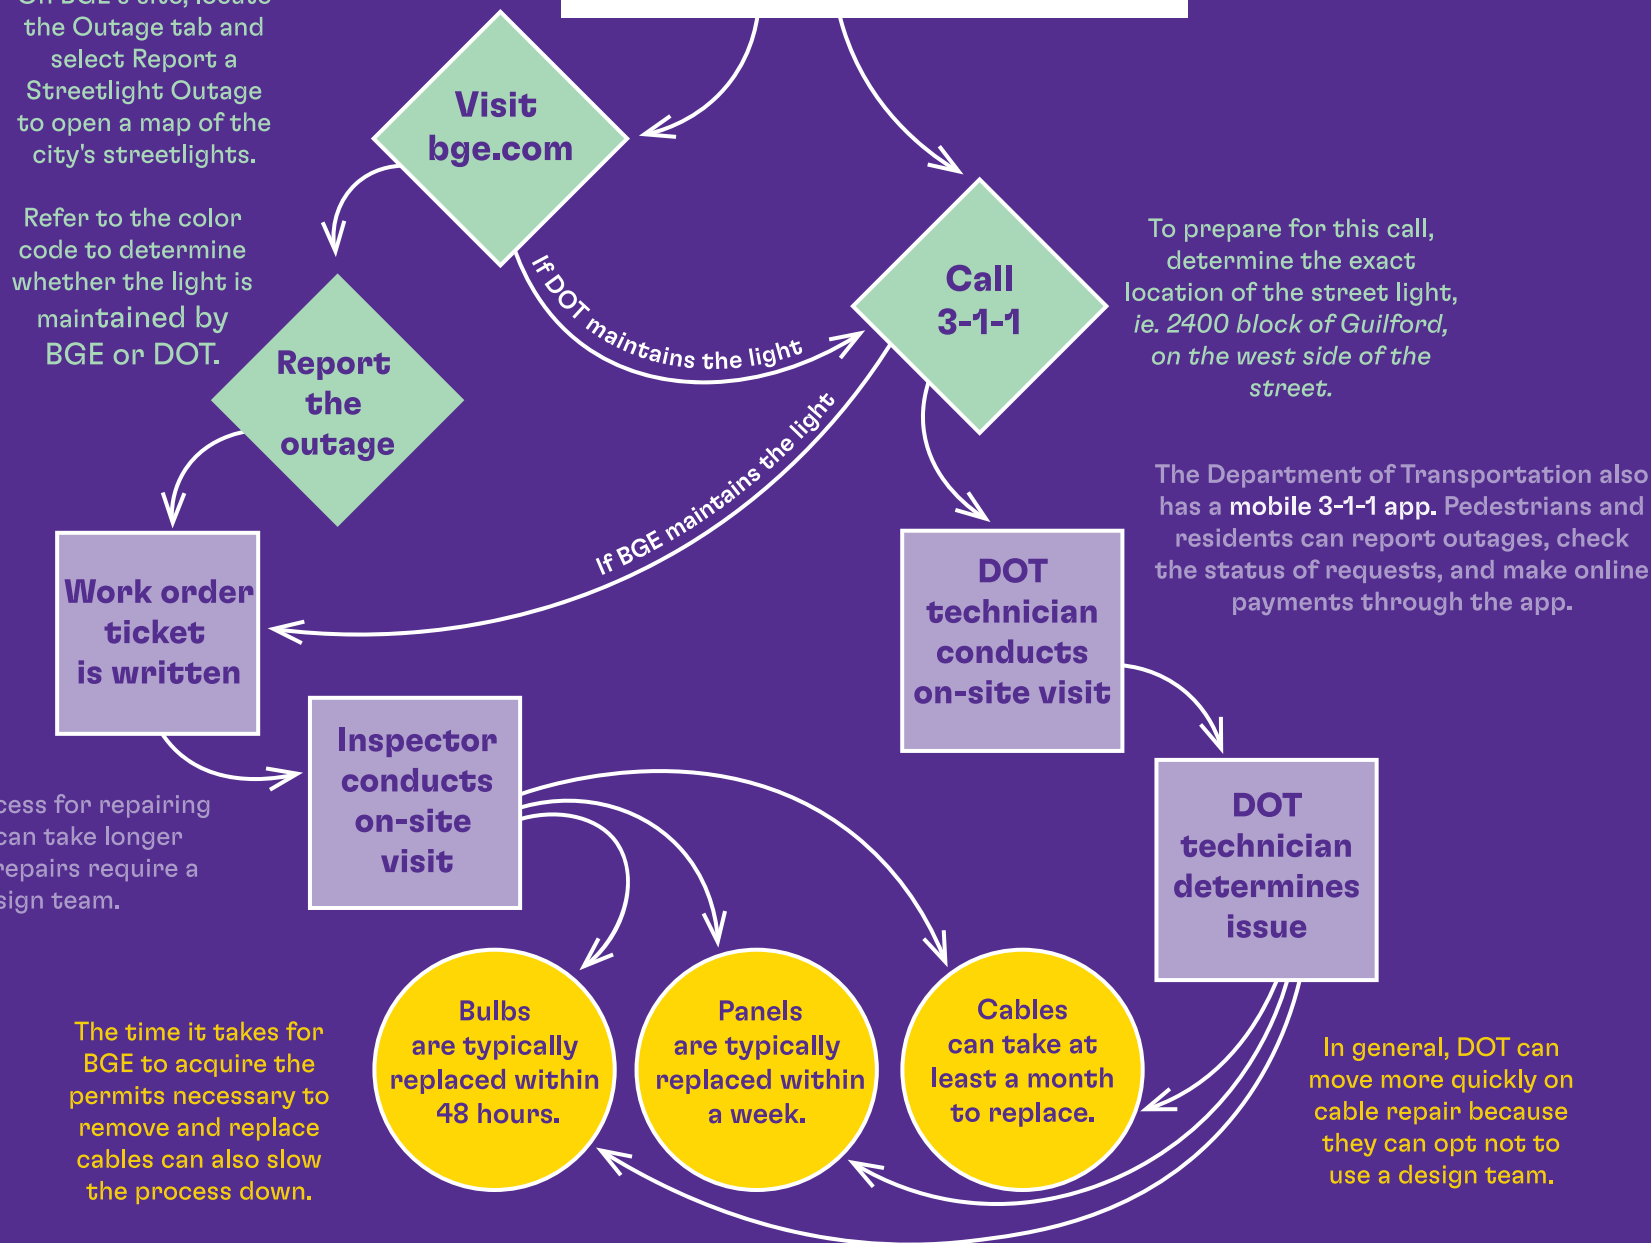 On BGE's site, locate
the Outage tab and
select Report a
Streetlight Outage
to open a map of the
city's streetlights.
Refer to the color
code to determine
whether the light is
maintained by
BGE or DOT.
Visit
bge.com
Report
the
outage
If DOT maintains the light
Call
3-1-1
To prepare for this call,
determine the exact
location of the street light,
ie. 2400 block of Guilford,
on the west side of the
street.
If BGE maintains the light
The Department of Transportation also
has a mobile 3-1-1 app. Pedestrians and
residents can report outages, check
the status of requests, and make online
payments through the app.
Work order
ticket
is written
DOT
technician
conducts
on-site visit
Inspector
conducts
on-site
visit
cess for repairing
can take longer
repairs require a
sign team.
DOT
technician
determines
issue
Bulbs
are typically
replaced within
48 hours.
Panels
are typically
replaced within
a week.
Cables
can take at
least a month
to replace.
The time it takes for
BGE to acquire the
permits necessary to
remove and replace
cables can also slow
the process down.
In general, DOT can
move more quickly on
cable repair because
they can opt not to
use a design team.